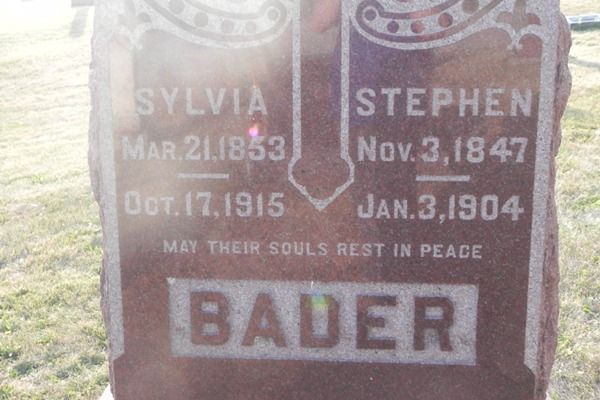 SYLVIA STEPHEN
MAR. 21, 1853 NOV. 3, 1847
OCT. 17, 1915 JAN. 3, 1904
MAY THEIR SOULS REST IN PEACE
BADER